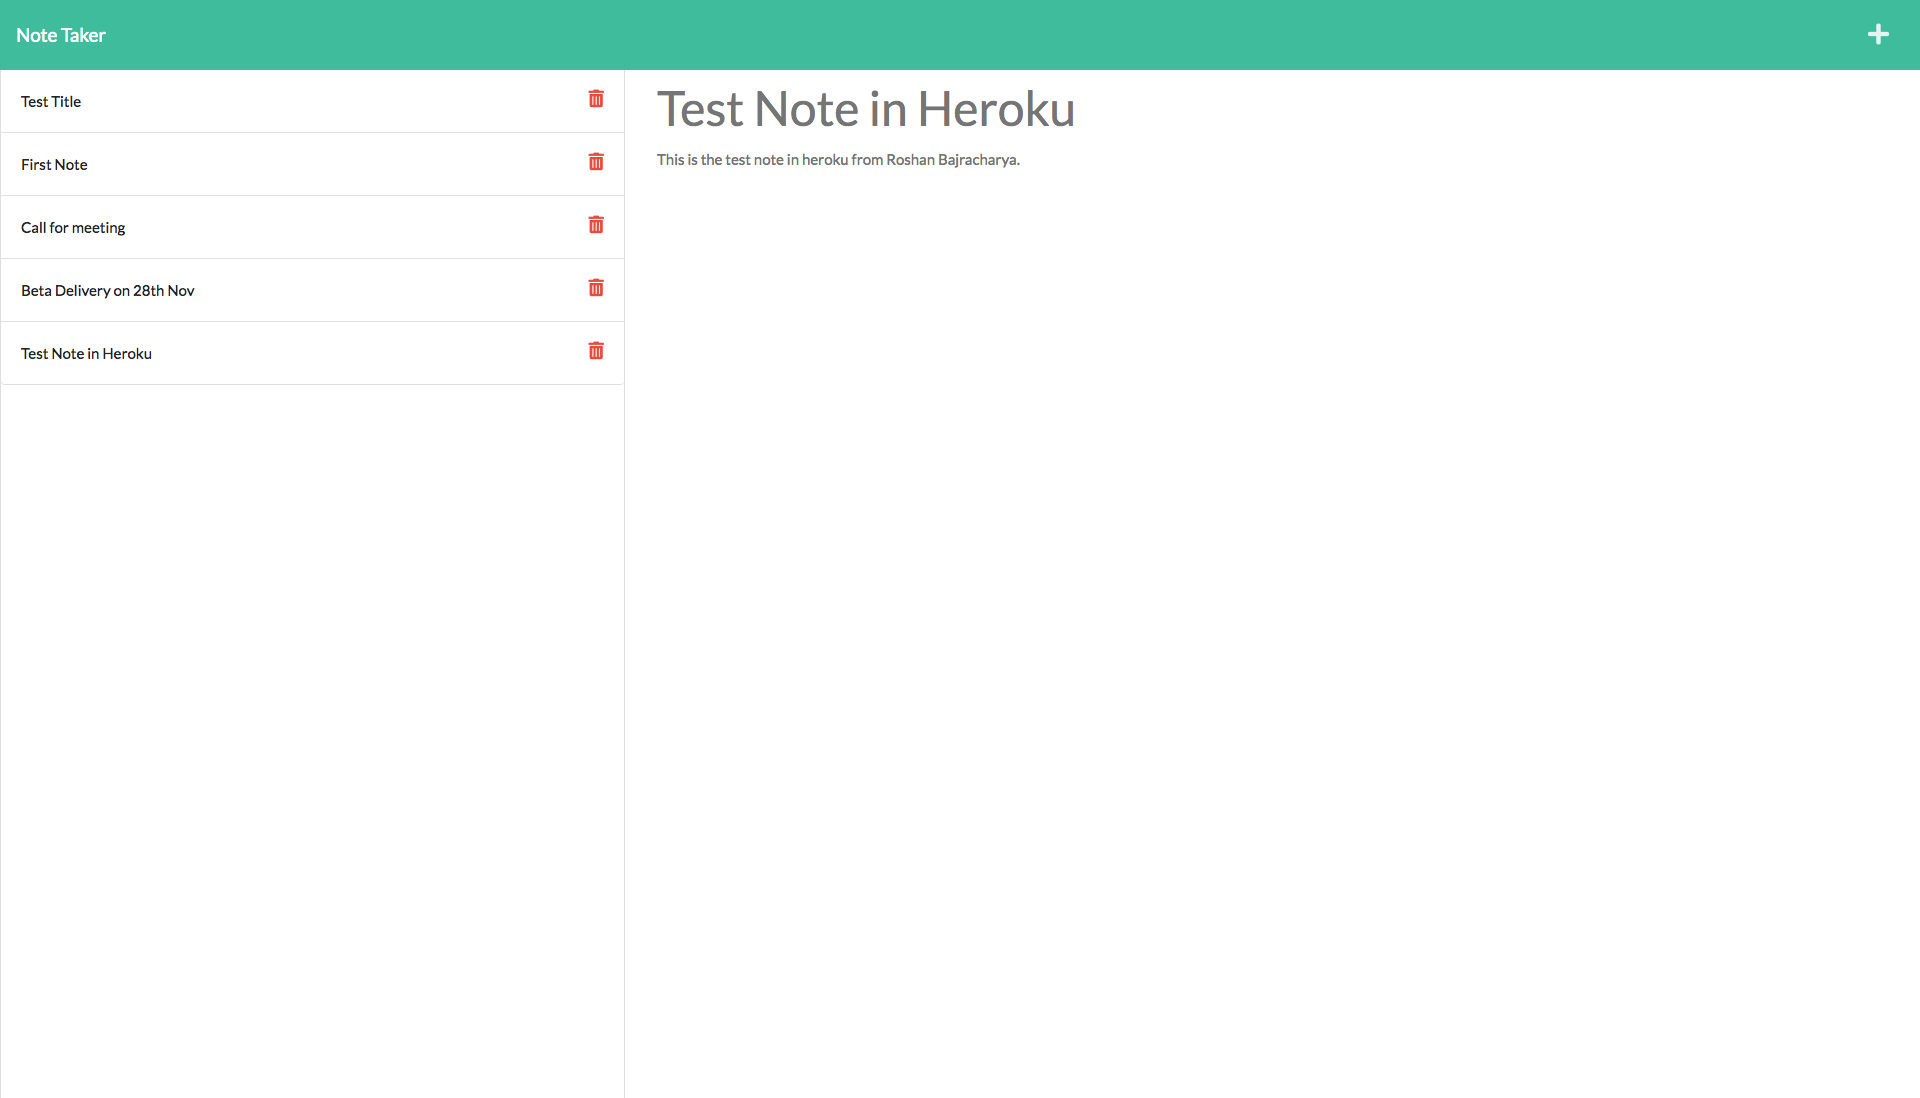 Note Taker
Test Title
First Note
Call for meeting
Beta Delivery on 28th Nov
Test Note in Heroku
Test Note in Heroku
This is the test note in heroku from Roshan Bajracharya.